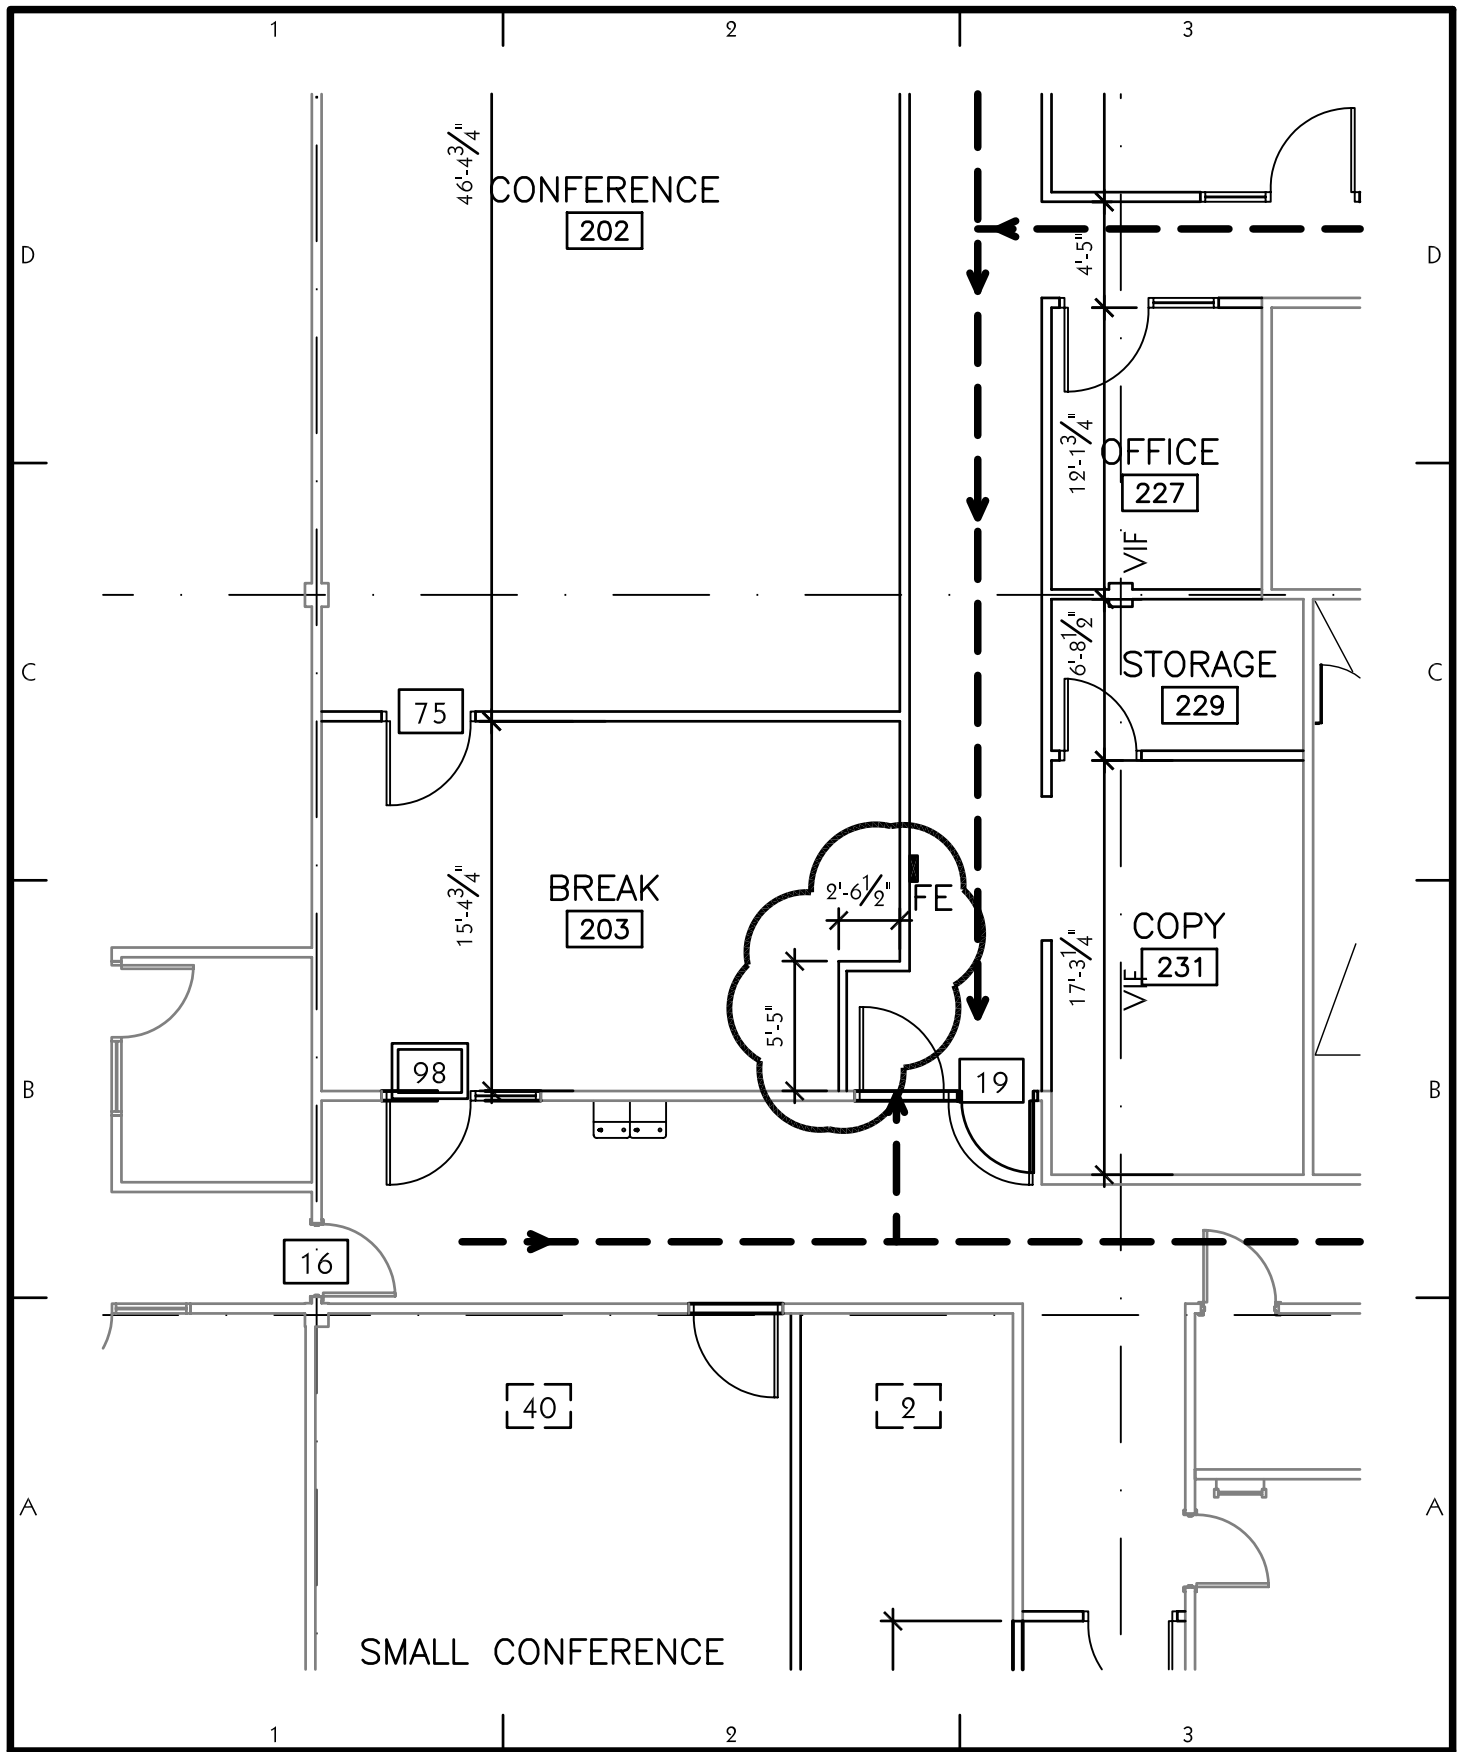 1 2 3
46'-4 3/4"
CONFERENCE
202
D
4'-5"
D
12'-1 3/4"
OFFICE
227
VIF
C
6'-8 1/2"
STORAGE
229
C
75
15'-4 3/4"
BREAK
203
2'-6 1/2"
FE
COPY
231
17'-3 1/4"
VIF
5'-5"
B
98
19
B
16
40
2
A
A
SMALL CONFERENCE
1 2 3